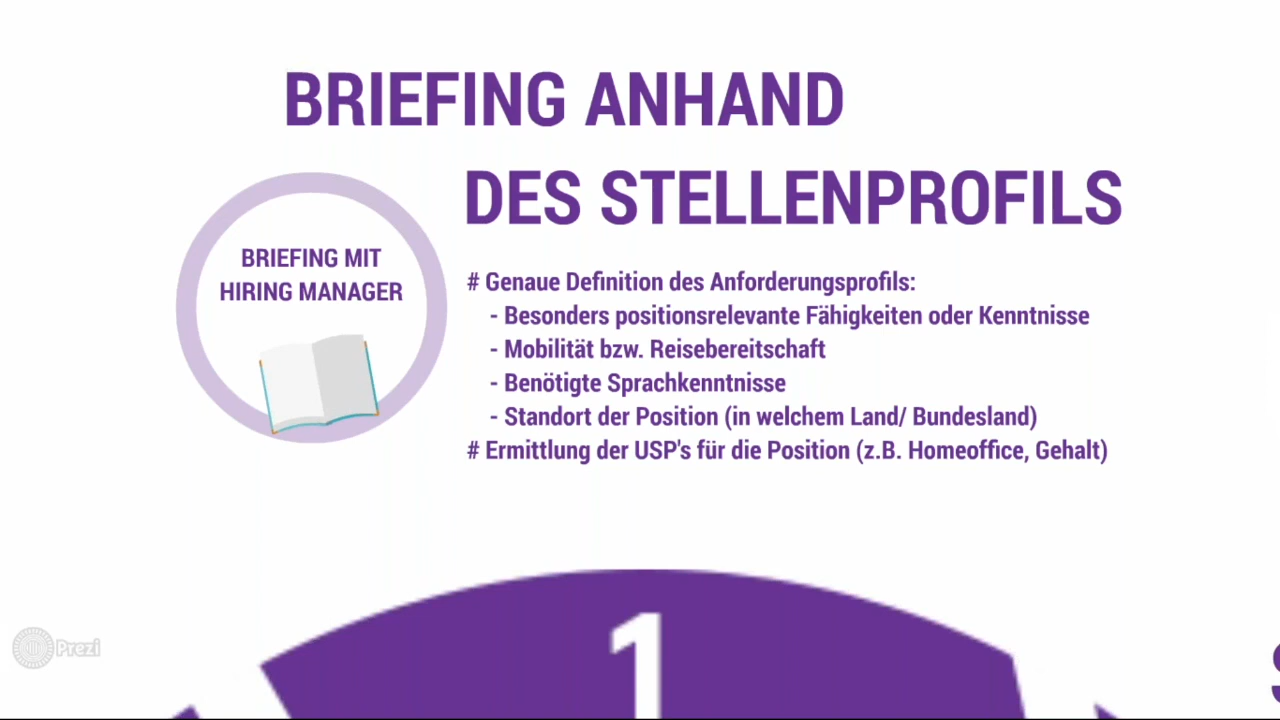 BRIEFING ANHAND
DES STELLENPROFILS
BRIEFING MIT
HIRING MANAGER
# Genaue Definition des Anforderungsprofils:
- Besonders positionsrelevante Fähigkeiten oder Kenntnisse
- Mobilität bzw. Reisebereitschaft
- Benötigte Sprachkenntnisse
- Standort der Position (in welchem Land/ Bundesland)
# Ermittlung der USP's für die Position (z.B. Homeoffice, Gehalt)
1
Prezi